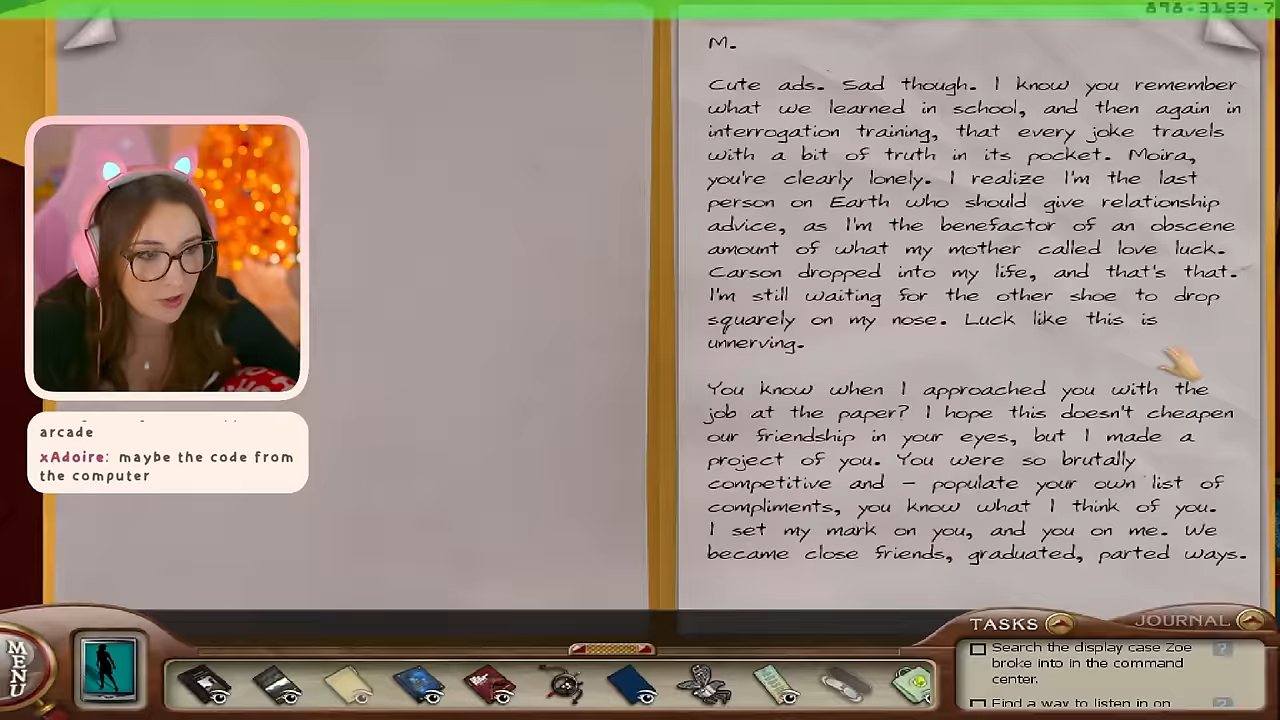 898-3153-7
M.
Cute ads. Sad though. I know you remember
what we learned in school, and then again in
interrogation training, that every joke travels
with a bit of truth in its pocket. Moira,
you're clearly lonely. I realize I'm the last
person on Earth who should give relationship
advice, as I'm the benefactor of an obscene
amount of what my mother called love luck.
Carson dropped into my life, and that's that.
I'm still waiting for the other shoe to drop
squarely on my nose. Luck like this is
unnerving.
You know when I approached you with the
job at the paper? I hope this doesn't cheapen
our friendship in your eyes, but I made a
project of you. You were so brutally
competitive and - populate your own list of
compliments, you know what I think of you.
I set my mark on you, and you on me. We
became close friends, graduated, parted ways.
arcade
xAdoire: maybe the code from
the computer
MENU
TASKS
JOURNAL
Search the display case Zoe
broke into in the command
center.
Find a way to listen in on